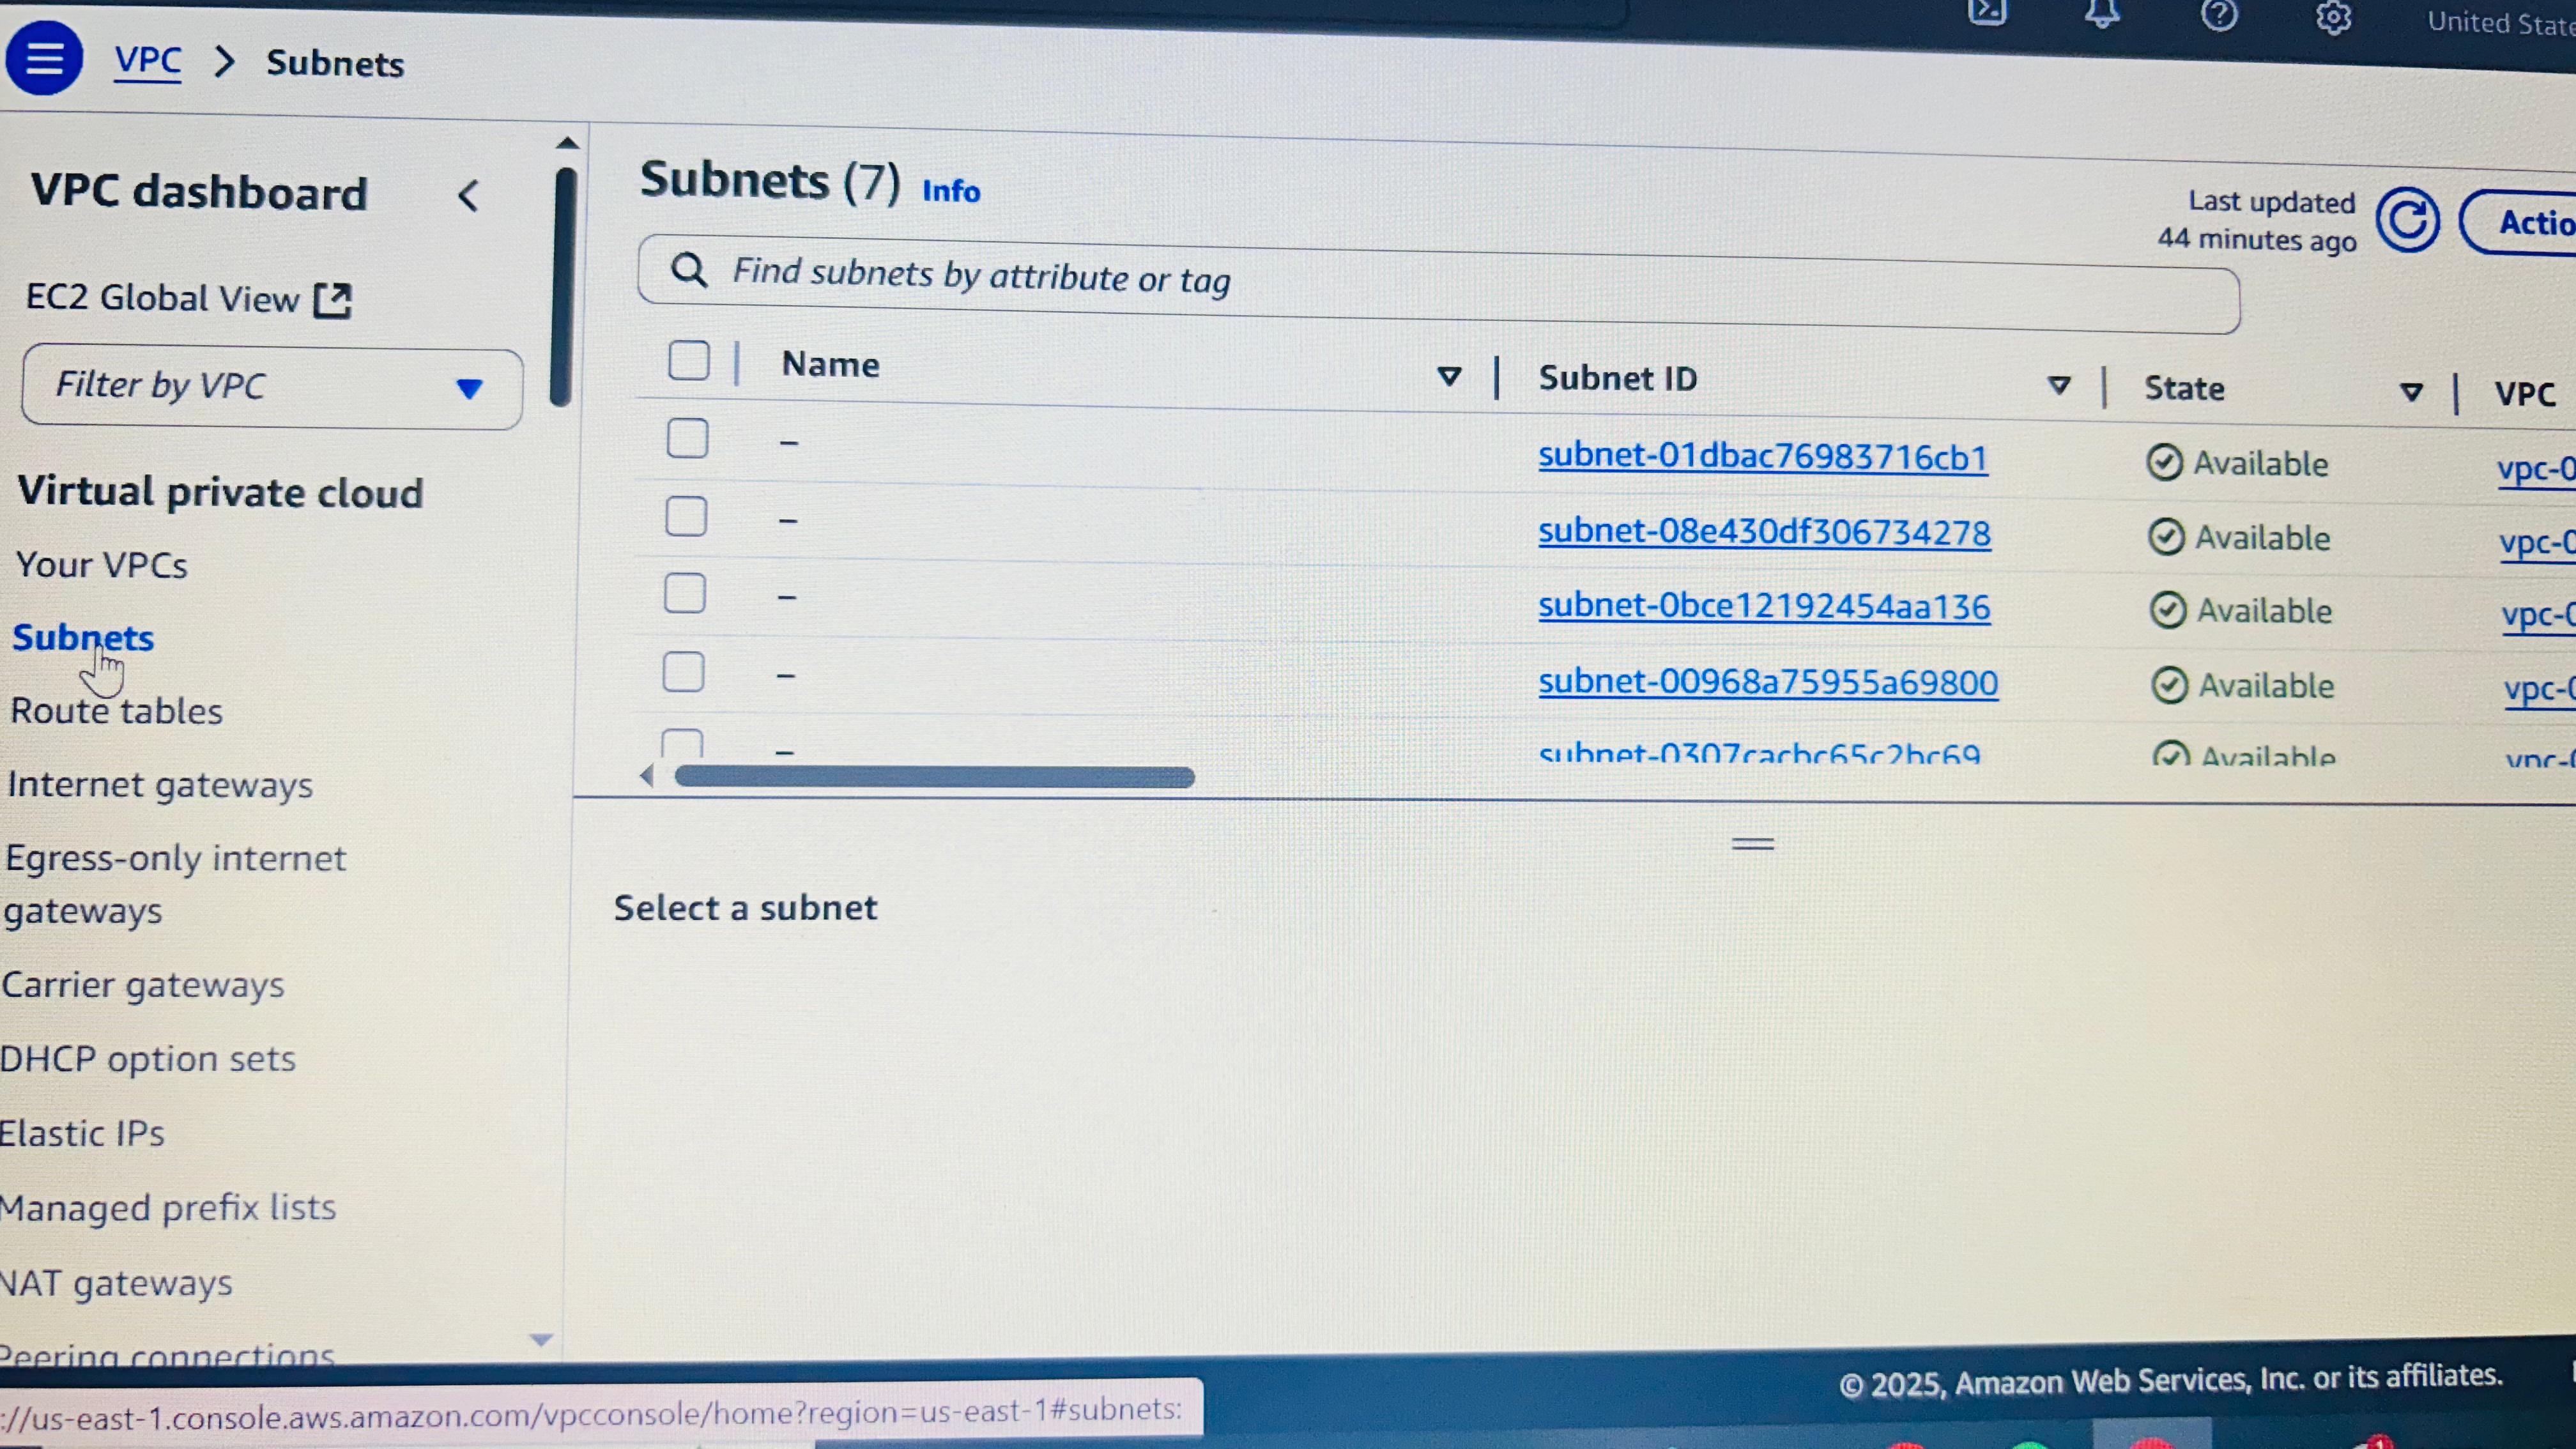 United State
VPC > Subnets
VPC dashboard
EC2 Global View
Filter by VPC
Virtual private cloud
Your VPCs
Subnets
Route tables
Internet gateways
Egress-only internet
gateways
Carrier gateways
DHCP option sets
Elastic IPs
Managed prefix lists
NAT gateways
Peering connections
Subnets (7) Info
Last updated
44 minutes ago
Actio
Find subnets by attribute or tag
Name Subnet ID State VPC
– subnet-01dbac76983716cb1 Available vpc-0
– subnet-08e430df306734278 Available vpc-0
– subnet-0bce12192454aa136 Available vpc-0
– subnet-00968a75955a69800 Available vpc-0
– subnet-0307cacbc65c2bc69 Available vpc-0
Select a subnet
© 2025, Amazon Web Services, Inc. or its affiliates.
://us-east-1.console.aws.amazon.com/vpcconsole/home?region=us-east-1#subnets:
1